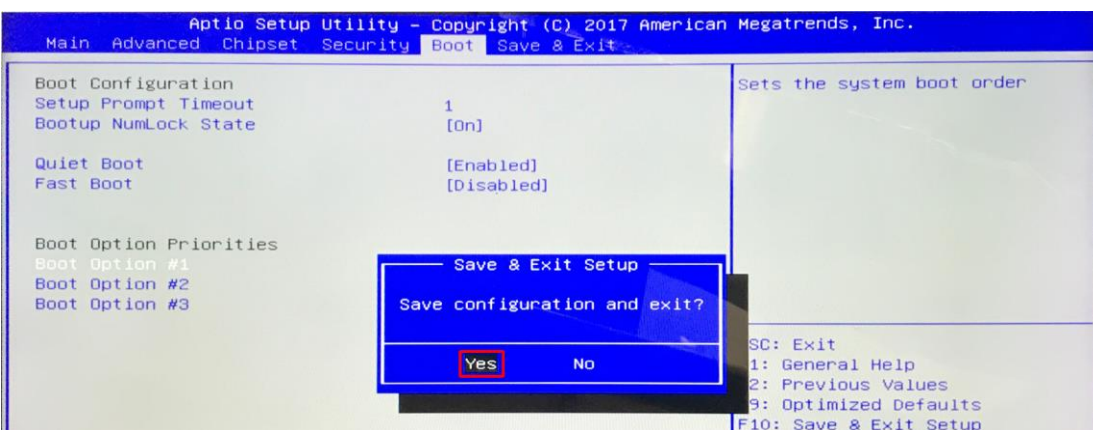 Aptio Setup Utility – Copyright (C) 2017 American Megatrends, Inc.
Main Advanced Chipset Security Boot Save & Exit
Boot Configuration
Setup Prompt Timeout 1
Bootup NumLock State [On]
Quiet Boot [Enabled]
Fast Boot [Disabled]
Boot Option Priorities
Boot Option #1
Boot Option #2
Boot Option #3
Save & Exit Setup
Save configuration and exit?
Yes No
Sets the system boot order
SC: Exit
1: General Help
2: Previous Values
9: Optimized Defaults
F10: Save & Exit Setup